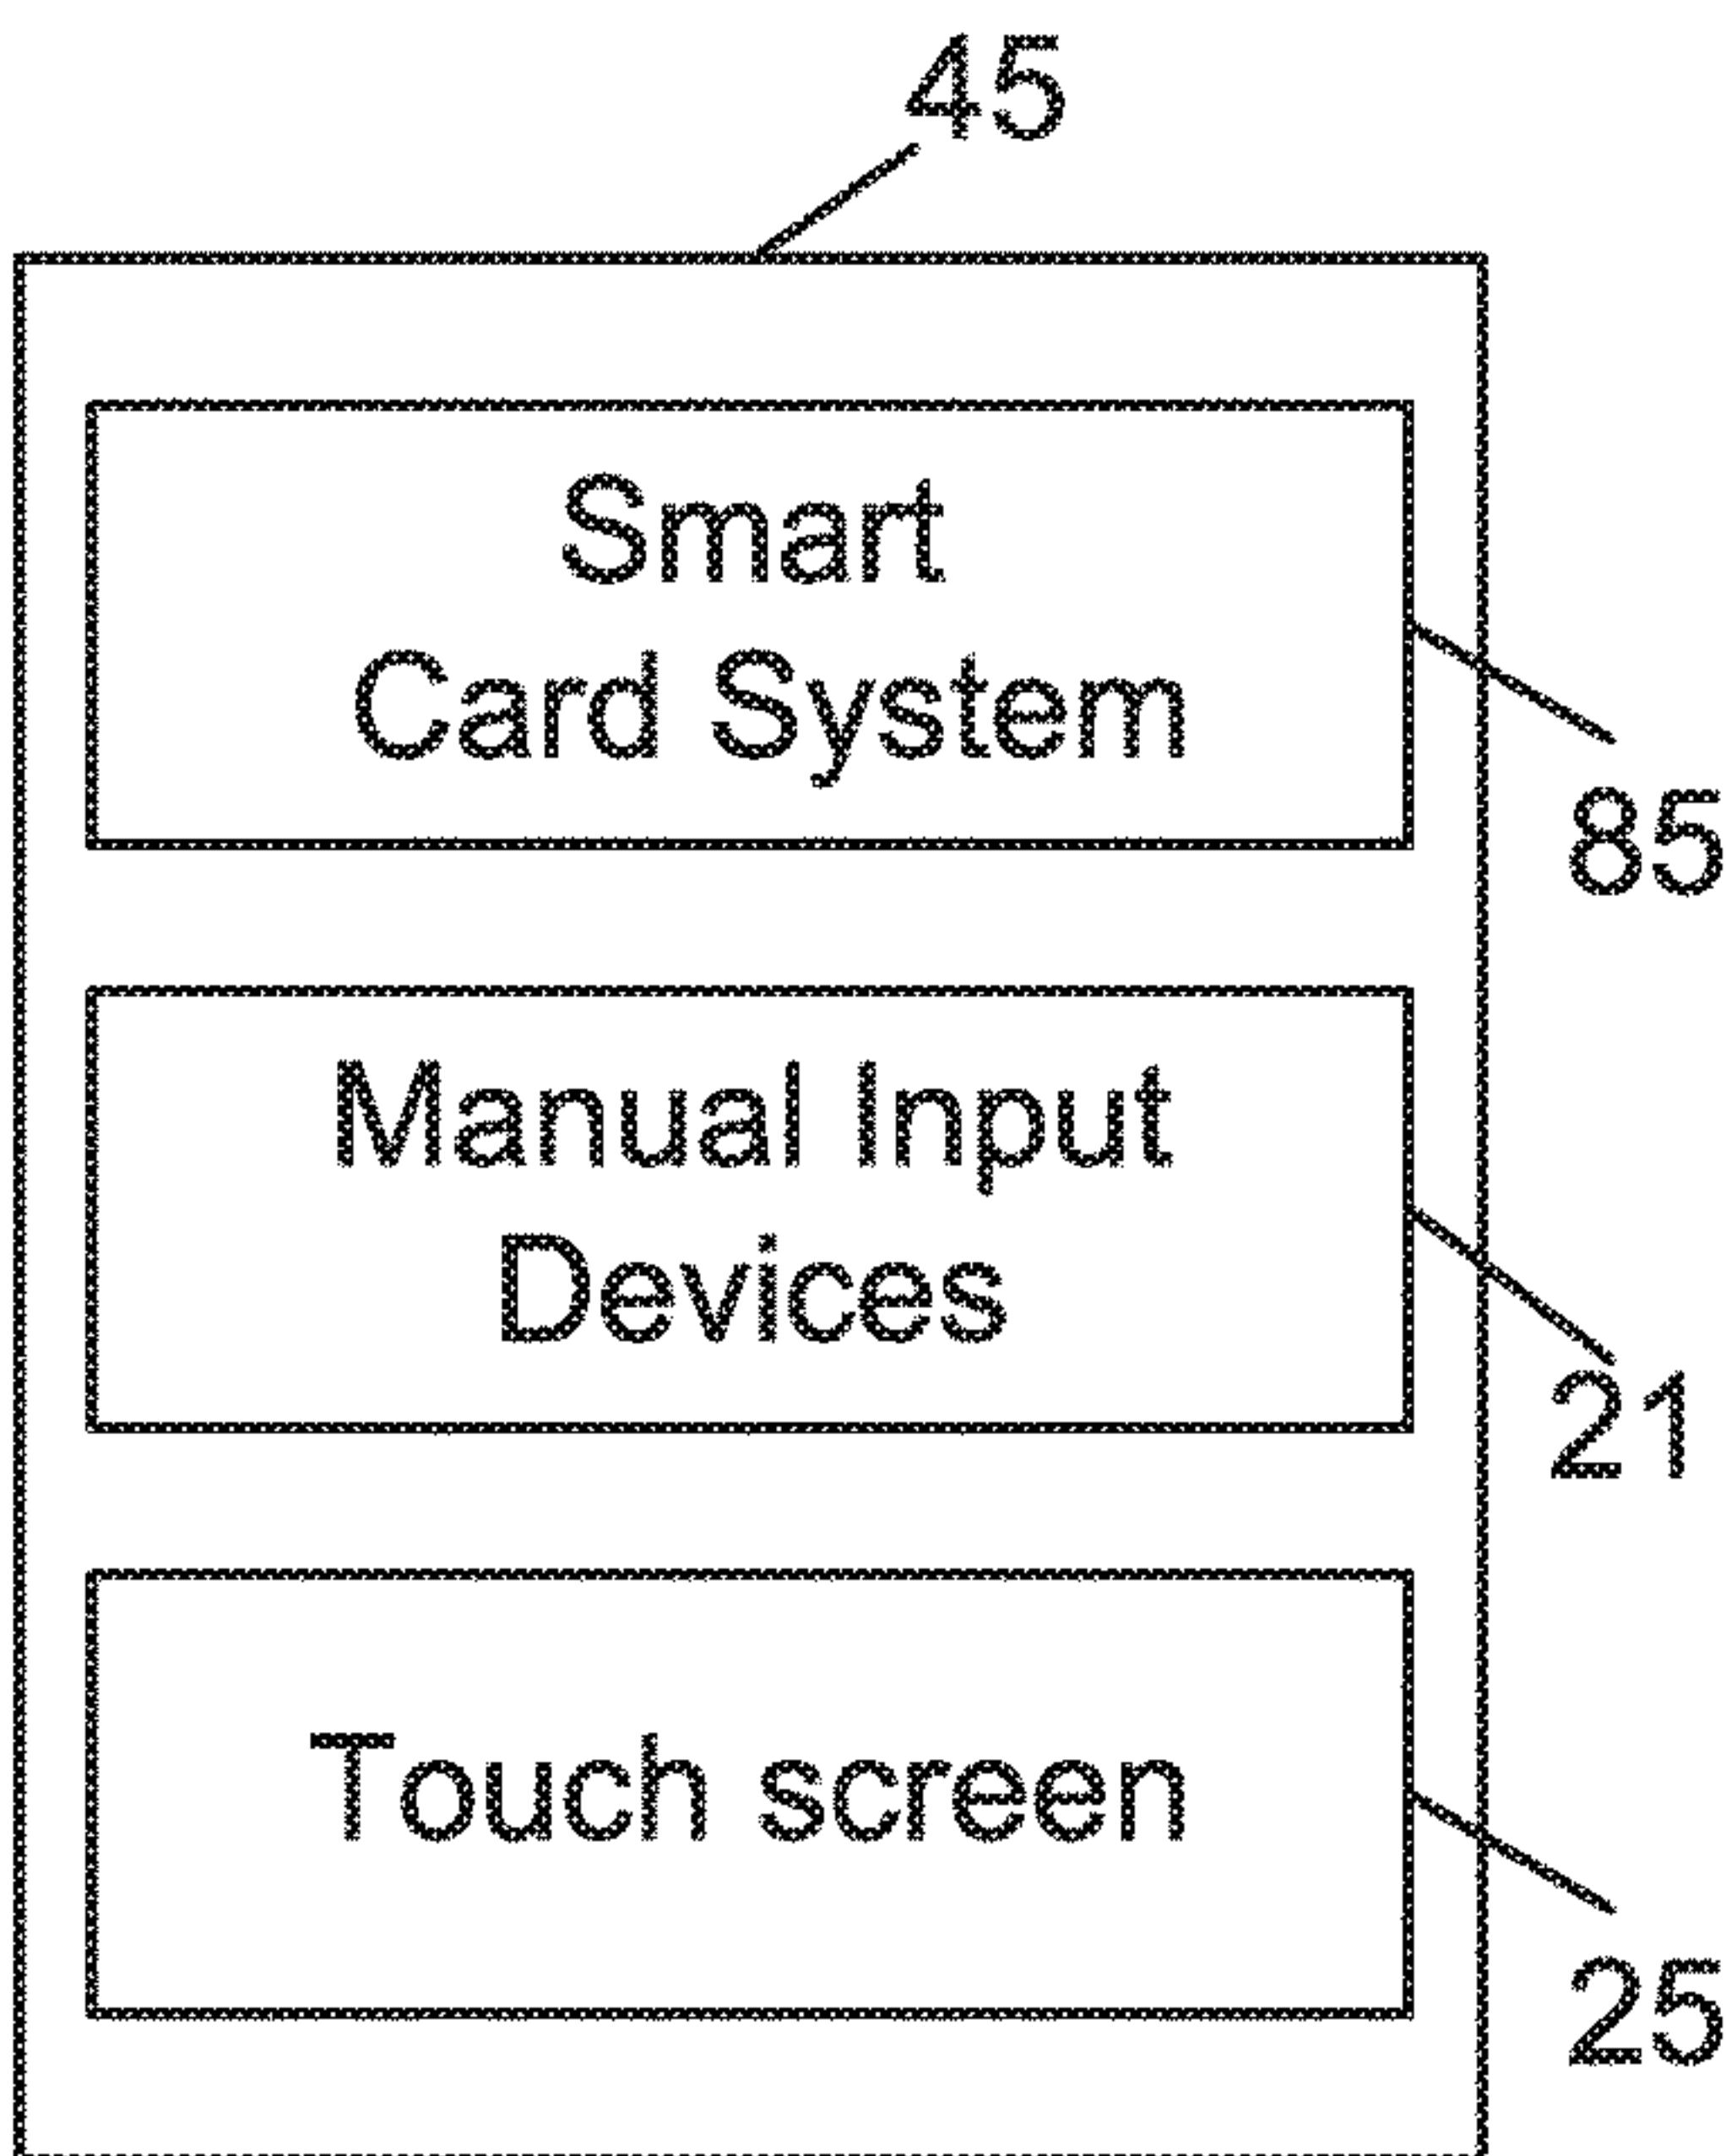 45
Smart
Card System
85
Manual Input
Devices
21
Touch screen
25